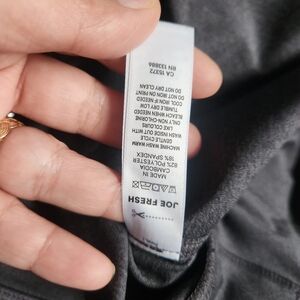 JOE FRESH
MADE IN
CAMBODIA
82% POLYESTER
18% SPANDEX
MACHINE WASH WARM
GENTLE CYCLE
WASH INSIDE OUT WITH
LIKE COLOURS
ONLY NON-CHLORINE
BLEACH WHEN NEEDED
TUMBLE DRY LOW
COOL IRON IF NEEDED
DO NOT IRON ON PRINT
DO NOT DRY CLEAN
CA 15372
RN 133886